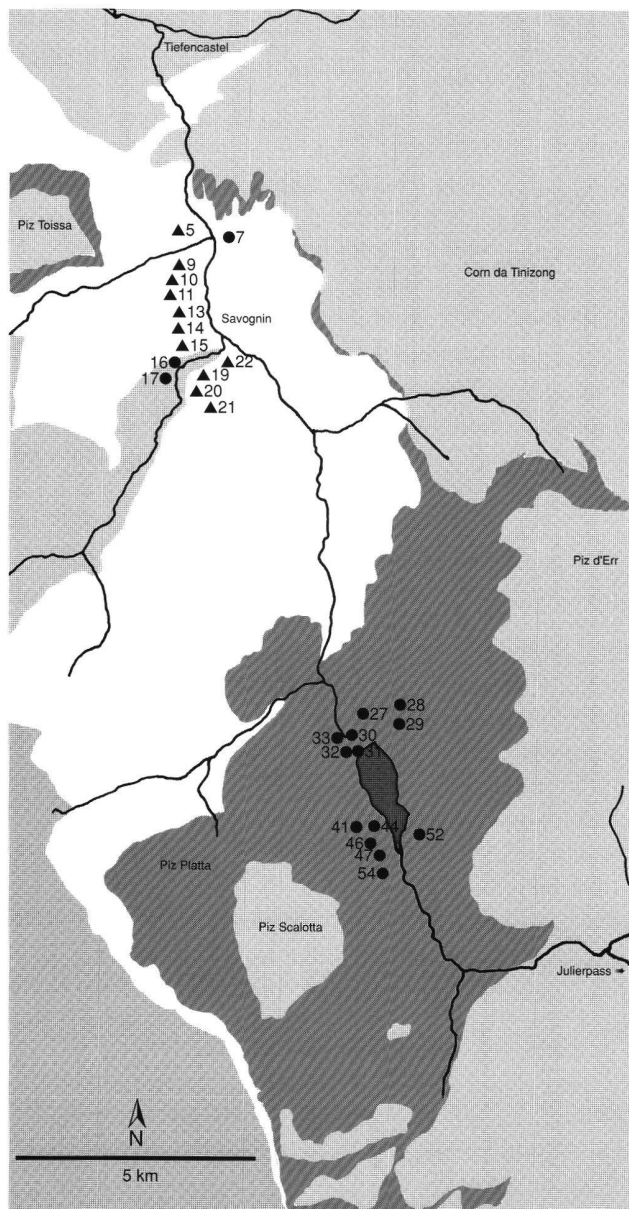 Tiefencastel
Piz Toissa
5
7
Corn da Tinizong
9
10
11
13
Savognin
14
15
16
22
17
19
20
21
Piz d'Err
28
27
29
33
30
32
31
41
44
52
46
47
Piz Platta
54
Piz Scalotta
Julierpass
N
5 km